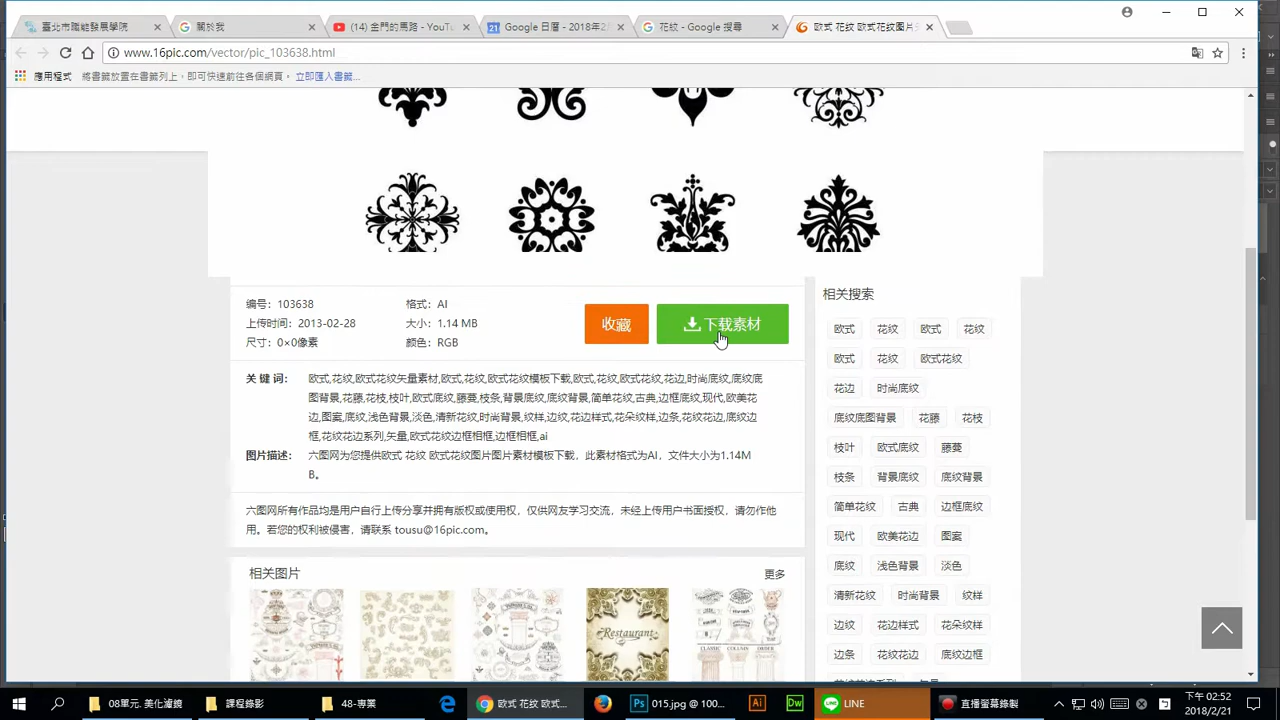 臺北市職能發展學院
關於我
(14) 金門的馬路 - YouTu
Google 日曆 - 2018年2月
花紋 - Google 搜尋
欧式 花纹 欧式花纹图片
www.16pic.com/vector/pic_103638.html
應用程式
將書籤放置在書籤列上，即可快速前往各個網頁。
立即匯入書籤...
编号：103638
格式：AI
上传时间：2013-02-28
大小：1.14 MB
尺寸：0×0像素
颜色：RGB
收藏
下载素材
关 键 词：
欧式,花纹,欧式花纹矢量素材,欧式,花纹,欧式花纹模板下载,欧式,花纹,欧式花纹,花边,时尚底纹,底纹底
图背景,花藤,花枝,枝叶,欧式底纹,藤蔓,枝条,背景底纹,底纹背景,简单花纹,古典,边框底纹,现代,欧美花
边,图案,底纹,浅色背景,淡色,清新花纹,时尚背景,纹样,边纹,花边样式,花朵纹样,边条,花纹花边,底纹边
框,花纹花边系列,矢量,欧式花纹边框相框,边框相框,ai
图片描述：
六图网为您提供欧式 花纹 欧式花纹图片图片素材模板下载，此素材格式为AI，文件大小为1.14M
B。
六图网所有作品均是用户自行上传分享并拥有版权或使用权，仅供网友学习交流，未经上传用户书面授权，请勿作他
用。若您的权利被侵害，请联系 tousu@16pic.com。
相关图片
更多
Restaurant
CLASSIC COLUMN ORDER
相关搜索
欧式 花纹 欧式 花纹
欧式 花纹 欧式花纹
花边 时尚底纹
底纹底图背景 花藤 花枝
枝叶 欧式底纹 藤蔓
枝条 背景底纹 底纹背景
简单花纹 古典 边框底纹
现代 欧美花边 图案
底纹 浅色背景 淡色
清新花纹 时尚背景 纹样
边纹 花边样式 花朵纹样
边条 花纹花边 底纹边框
08單元_美化濾鏡
課程錄影
48-專業
欧式 花纹 欧式...
Ps
015.jpg @ 100...
Ai
Dw
LINE
直播螢幕錄製
下午 02:52
2018/2/21